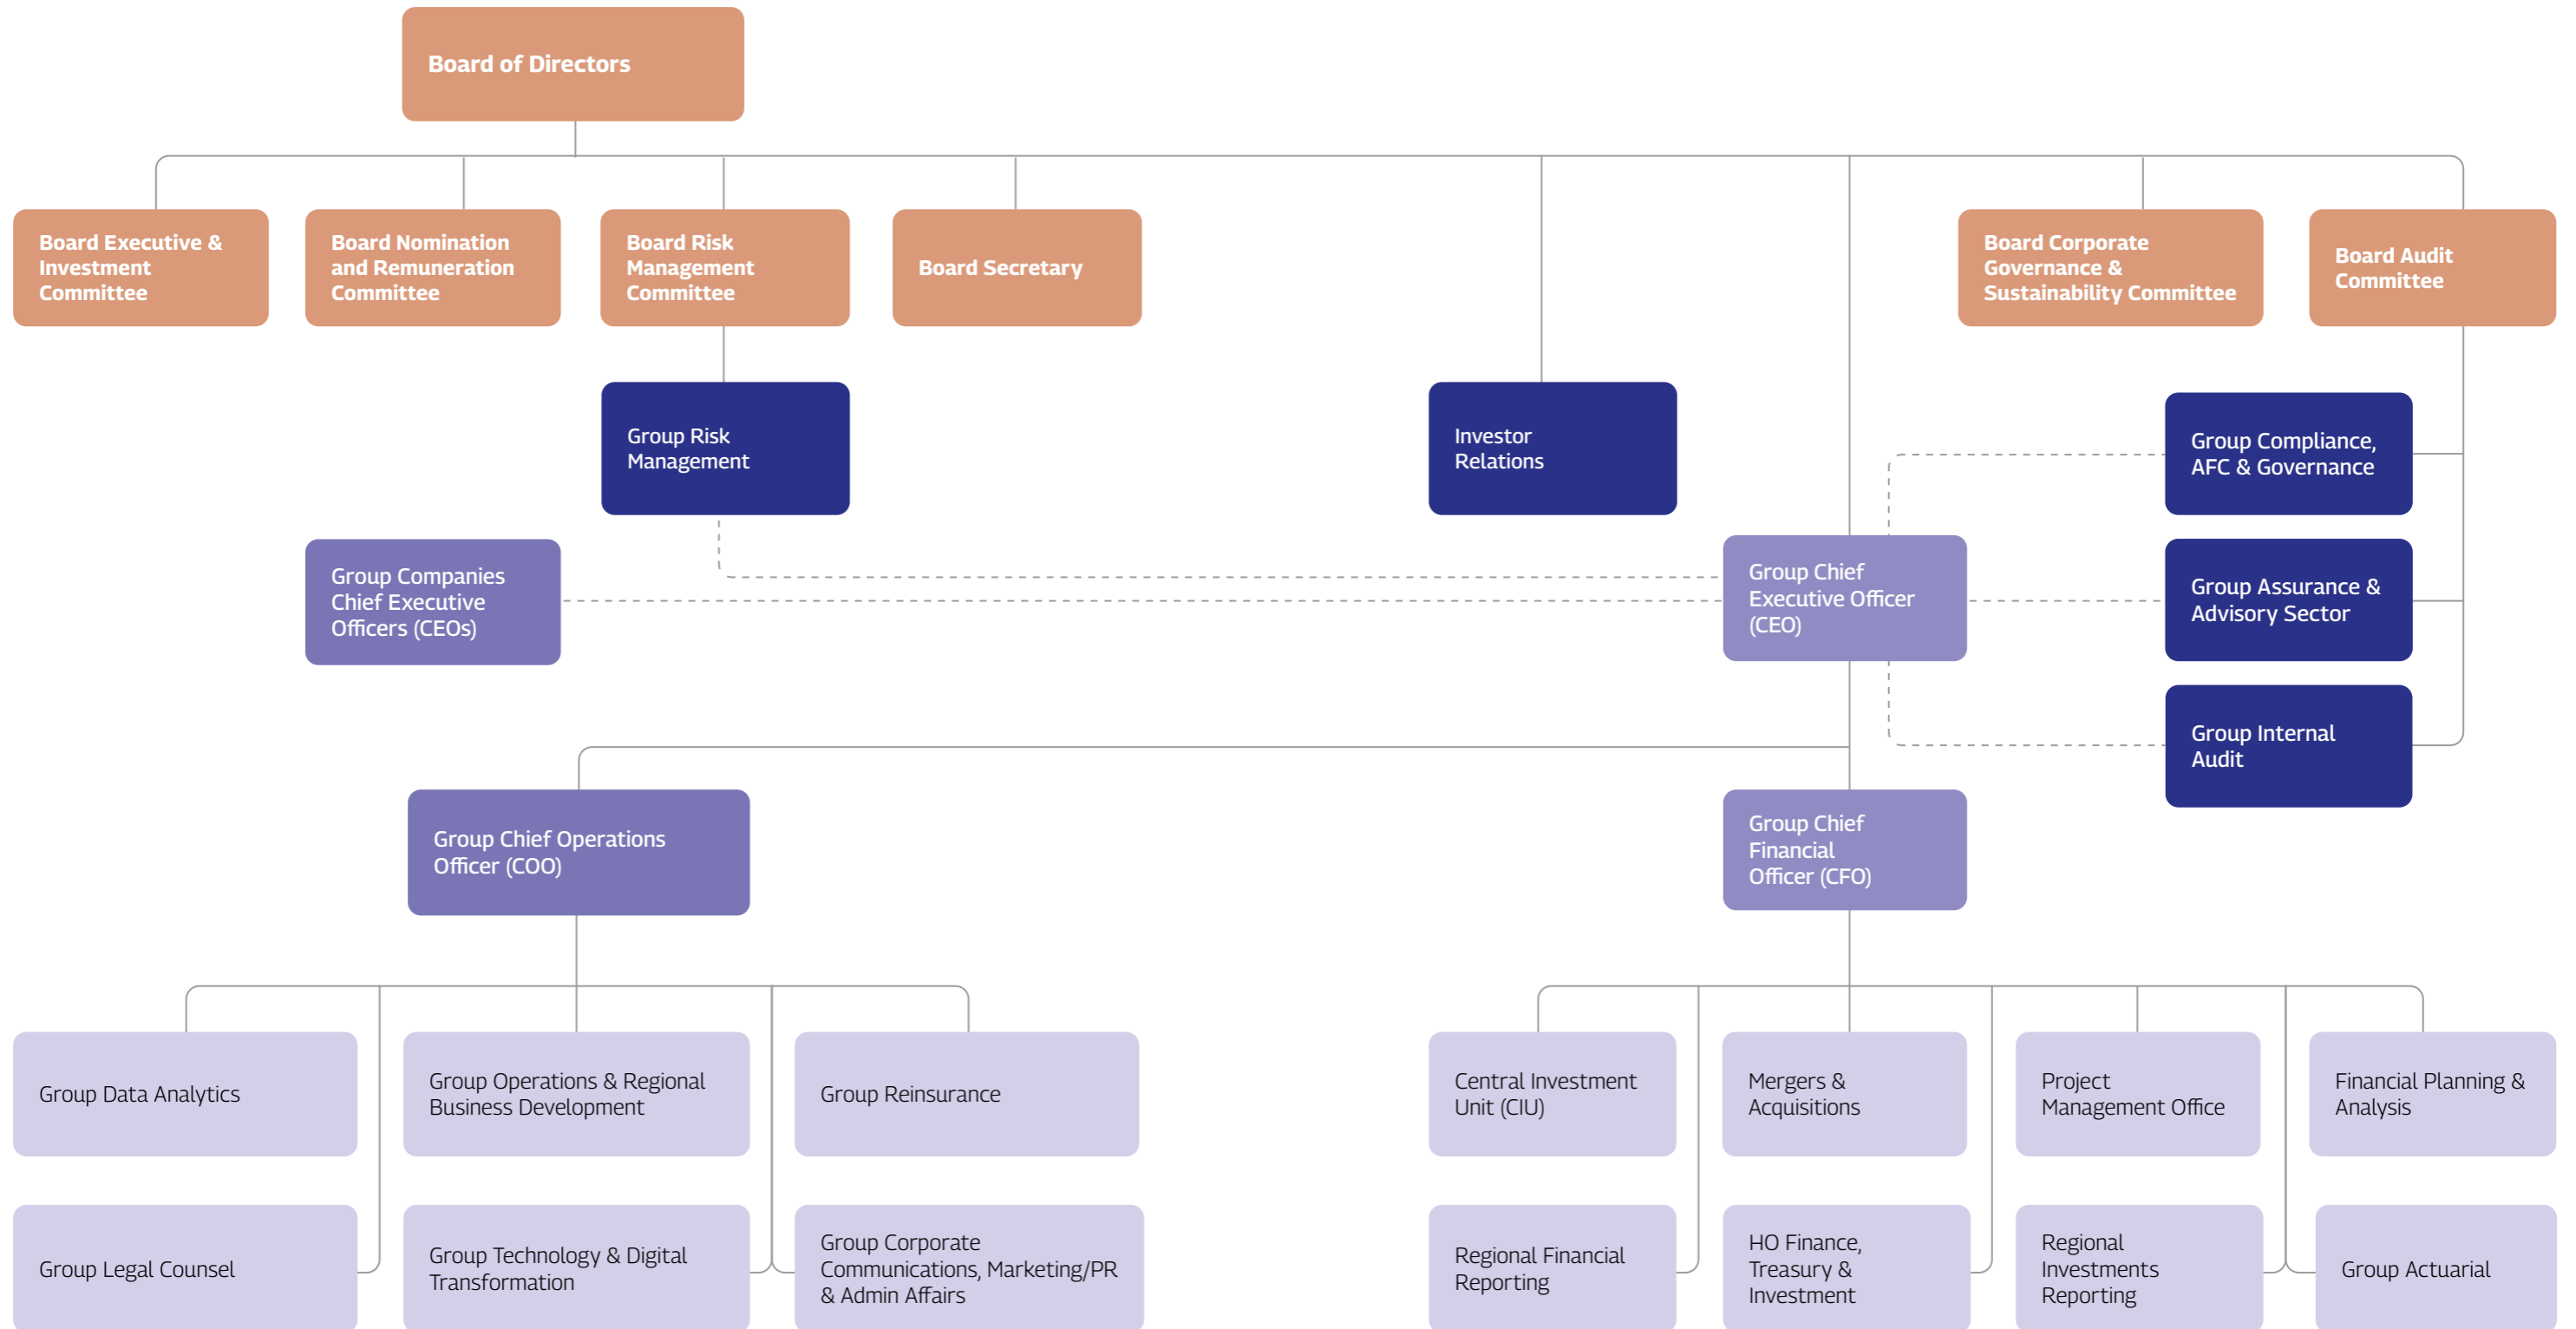 Board of Directors
Board Executive &
Investment
Committee
Board Nomination
and Remuneration
Committee
Board Risk
Management
Committee
Board Secretary
Board Corporate
Governance &
Sustainability Committee
Board Audit
Committee
Group Risk
Management
Investor
Relations
Group Compliance,
AFC & Governance
Group Companies
Chief Executive
Officers (CEOs)
Group Chief
Executive Officer
(CEO)
Group Assurance &
Advisory Sector
Group Internal
Audit
Group Chief Operations
Officer (COO)
Group Chief
Financial
Officer (CFO)
Group Data Analytics
Group Operations & Regional
Business Development
Group Reinsurance
Central Investment
Unit (CIU)
Mergers &
Acquisitions
Project
Management Office
Financial Planning &
Analysis
Group Legal Counsel
Group Technology & Digital
Transformation
Group Corporate
Communications, Marketing/PR
& Admin Affairs
Regional Financial
Reporting
HO Finance,
Treasury &
Investment
Regional
Investments
Reporting
Group Actuarial